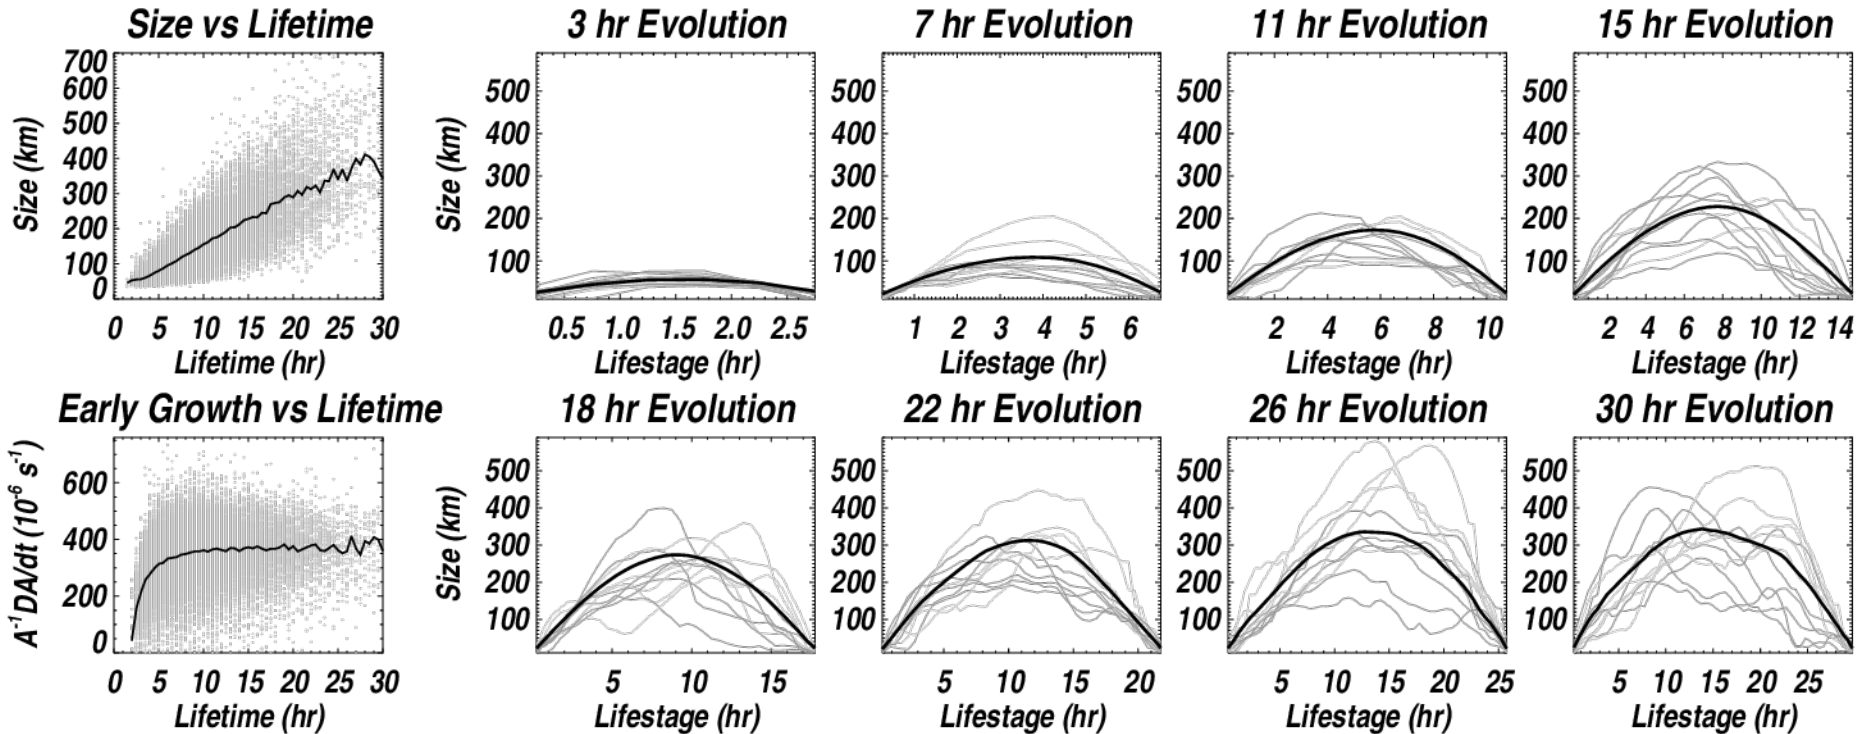 Size vs Lifetime
Size (km)
700
600
500
400
300
200
100
0
0 5 10 15 20 25 30
Lifetime (hr)
3 hr Evolution
Size (km)
500
400
300
200
100
0.5 1.0 1.5 2.0 2.5
Lifestage (hr)
7 hr Evolution
500
400
300
200
100
1 2 3 4 5 6
Lifestage (hr)
11 hr Evolution
500
400
300
200
100
2 4 6 8 10
Lifestage (hr)
15 hr Evolution
500
400
300
200
100
2 4 6 8 10 12 14
Lifestage (hr)
Early Growth vs Lifetime
A⁻¹ DA/dt (10⁻⁶ s⁻¹)
600
400
200
0
0 5 10 15 20 25 30
Lifetime (hr)
18 hr Evolution
Size (km)
500
400
300
200
100
5 10 15
Lifestage (hr)
22 hr Evolution
500
400
300
200
100
5 10 15 20
Lifestage (hr)
26 hr Evolution
500
400
300
200
100
5 10 15 20 25
Lifestage (hr)
30 hr Evolution
500
400
300
200
100
5 10 15 20 25
Lifestage (hr)